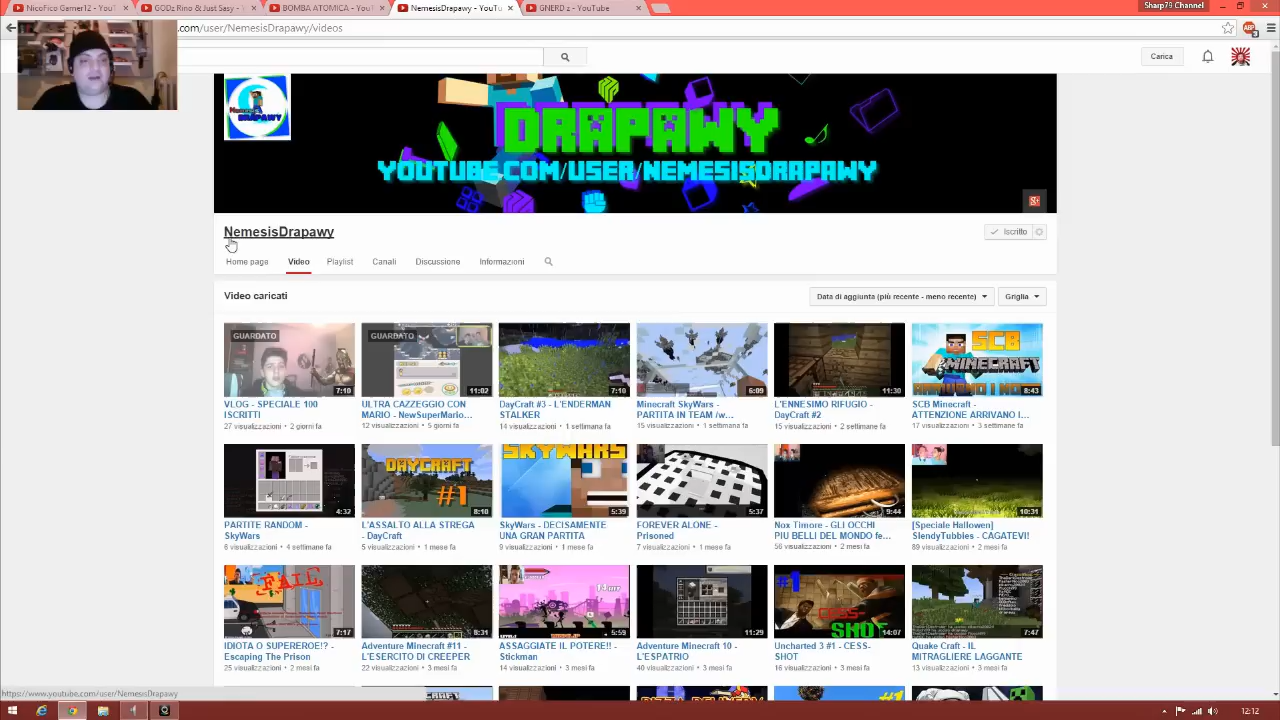 NicoFico Gamer12 - YouT
GODz Rino & Just Sasy -
BOMBA ATOMICA - YouT
NemesisDrapawy - YouTu
SNERD z - YouTube
Sharp79 Channel
.com/user/NemesisDrapawy/videos
Carica
DRAPAWY
YOUTUBE.COM/USER/NEMESISDRAPAWY
NemesisDrapawy
Iscritto
Home page Video Playlist Canali Discussione Informazioni
Video caricati
Data di aggiunta (più recente - meno recente)
Griglia
GUARDATO
7:10
GUARDATO
11:02
7:10
6:09
11:30
SCB
MINECRAFT
8:43
VLOG - SPECIALE 100 ISCRITTI
27 visualizzazioni • 2 giorni fa
ULTRA CAZZEGGIO CON MARIO - NewSuperMario...
12 visualizzazioni • 5 giorni fa
DayCraft #3 - L'ENDERMAN STALKER
14 visualizzazioni • 1 settimana fa
Minecraft SkyWars - PARTITA IN TEAM /w...
15 visualizzazioni • 1 settimana fa
L'ENNESIMO RIFUGIO - DayCraft #2
15 visualizzazioni • 2 settimane fa
SCB Minecraft - ATTENZIONE ARRIVANO I...
17 visualizzazioni • 3 settimane fa
4:32
DAYCRAFT
#1
8:10
SKYWARS
5:39
5:37
9:44
10:31
PARTITE RANDOM - SkyWars
6 visualizzazioni • 4 settimane fa
L'ASSALTO ALLA STREGA - DayCraft
5 visualizzazioni • 1 mese fa
SkyWars - DECISAMENTE UNA GRAN PARTITA
9 visualizzazioni • 1 mese fa
FOREVER ALONE - Prisoned
7 visualizzazioni • 1 mese fa
Nox Timore - GLI OCCHI PIU BELLI DEL MONDO fe...
56 visualizzazioni • 2 mesi fa
[Speciale Hallowen] SlendyTubbies - CAGATEVI!
89 visualizzazioni • 2 mesi fa
FAIL
7:17
8:31
5:59
11:29
#1
CESS-
SHOT
14:07
7:47
IDIOTA O SUPEREROE!? - Escaping The Prison
25 visualizzazioni • 2 mesi fa
Adventure Minecraft #11 - L'ESERCITO DI CREEPER
22 visualizzazioni • 3 mesi fa
ASSAGGIATE IL POTERE!! - Stickman
14 visualizzazioni • 3 mesi fa
Adventure Minecraft 10 - L'ESPATRIO
40 visualizzazioni • 3 mesi fa
Uncharted 3 #1 - CESS-SHOT
16 visualizzazioni • 3 mesi fa
Quake Craft - IL MITRAGLIERE LAGGANTE
13 visualizzazioni • 3 mesi fa
#1
https://www.youtube.com/user/NemesisDrapawy
12:12